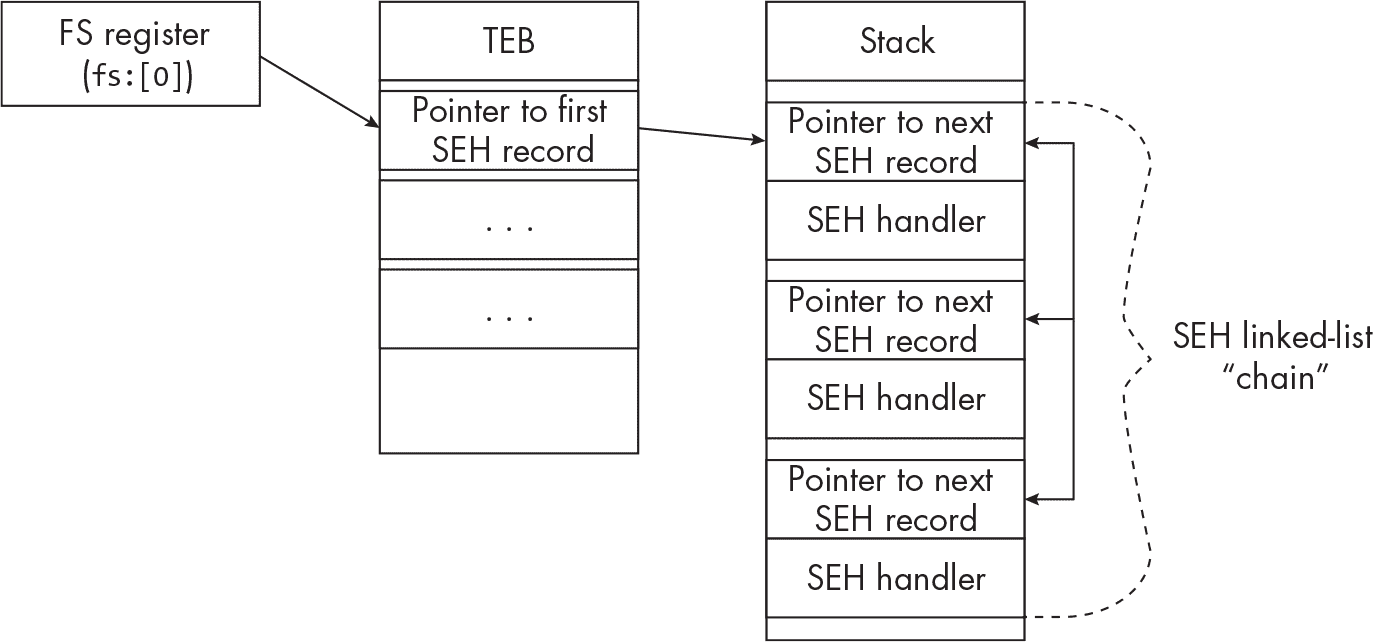 FS register
(fs:[0])
TEB
Pointer to first
SEH record
. . .
. . .
Stack
Pointer to next
SEH record
SEH handler
Pointer to next
SEH record
SEH handler
Pointer to next
SEH record
SEH handler
SEH linked-list
“chain”